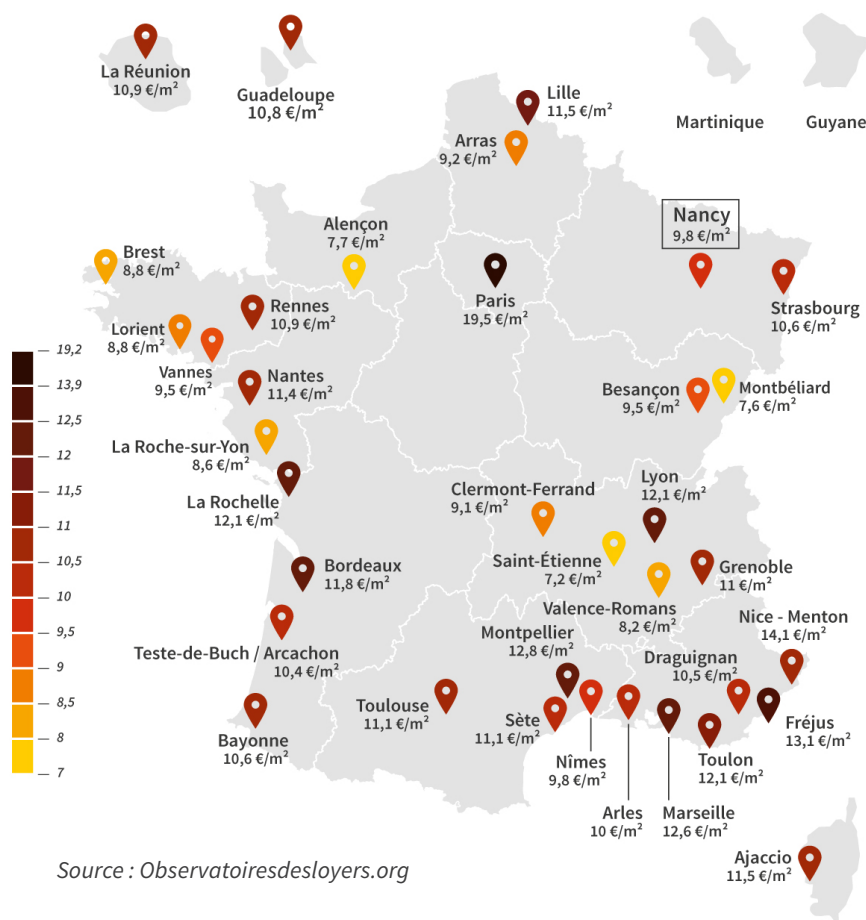 La Réunion
10,9 €/m²
Guadeloupe
10,8 €/m²
Martinique
Guyane
Lille
11,5 €/m²
Arras
9,2 €/m²
Nancy
9,8 €/m²
Alençon
7,7 €/m²
Brest
8,8 €/m²
Paris
19,5 €/m²
Strasbourg
10,6 €/m²
Rennes
10,9 €/m²
Lorient
8,8 €/m²
Vannes
9,5 €/m²
Nantes
11,4 €/m²
Besançon
9,5 €/m²
Montbéliard
7,6 €/m²
La Roche-sur-Yon
8,6 €/m²
La Rochelle
12,1 €/m²
Clermont-Ferrand
9,1 €/m²
Lyon
12,1 €/m²
Saint-Étienne
7,2 €/m²
Bordeaux
11,8 €/m²
Grenoble
11 €/m²
Valence-Romans
8,2 €/m²
Nice - Menton
14,1 €/m²
Montpellier
12,8 €/m²
Teste-de-Buch / Arcachon
10,4 €/m²
Draguignan
10,5 €/m²
Toulouse
11,1 €/m²
Sète
11,1 €/m²
Fréjus
13,1 €/m²
Bayonne
10,6 €/m²
Nîmes
9,8 €/m²
Toulon
12,1 €/m²
Arles
10 €/m²
Marseille
12,6 €/m²
Ajaccio
11,5 €/m²
19,2
13,9
12,5
12
11,5
11
10,5
10
9,5
9
8,5
8
7
Source : Observatoiresdesloyers.org